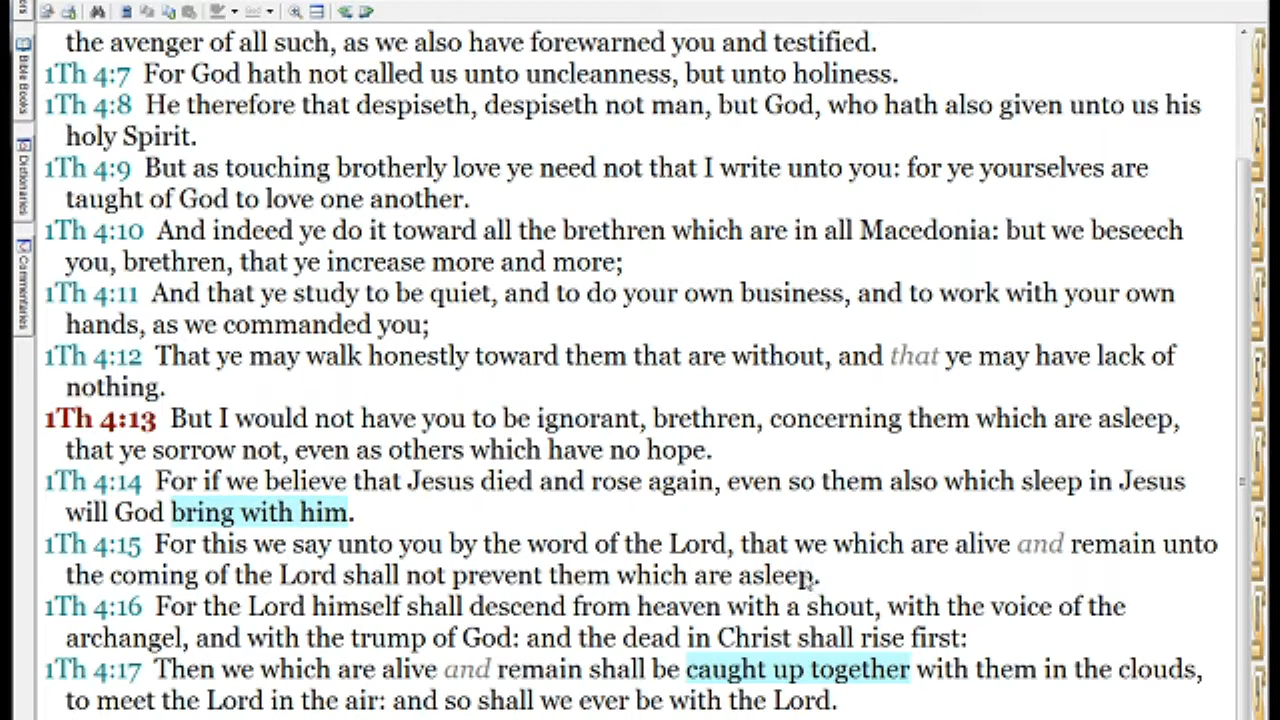 the avenger of all such, as we also have forewarned you and testified.
1Th 4:7 For God hath not called us unto uncleanness, but unto holiness.
1Th 4:8 He therefore that despiseth, despiseth not man, but God, who hath also given unto us his
holy Spirit.
1Th 4:9 But as touching brotherly love ye need not that I write unto you: for ye yourselves are
taught of God to love one another.
1Th 4:10 And indeed ye do it toward all the brethren which are in all Macedonia: but we beseech
you, brethren, that ye increase more and more;
1Th 4:11 And that ye study to be quiet, and to do your own business, and to work with your own
hands, as we commanded you;
1Th 4:12 That ye may walk honestly toward them that are without, and that ye may have lack of
nothing.
1Th 4:13 But I would not have you to be ignorant, brethren, concerning them which are asleep,
that ye sorrow not, even as others which have no hope.
1Th 4:14 For if we believe that Jesus died and rose again, even so them also which sleep in Jesus
will God bring with him.
1Th 4:15 For this we say unto you by the word of the Lord, that we which are alive and remain unto
the coming of the Lord shall not prevent them which are asleep.
1Th 4:16 For the Lord himself shall descend from heaven with a shout, with the voice of the
archangel, and with the trump of God: and the dead in Christ shall rise first:
1Th 4:17 Then we which are alive and remain shall be caught up together with them in the clouds,
to meet the Lord in the air: and so shall we ever be with the Lord.
Bible Books
Dictionaries
Commentaries